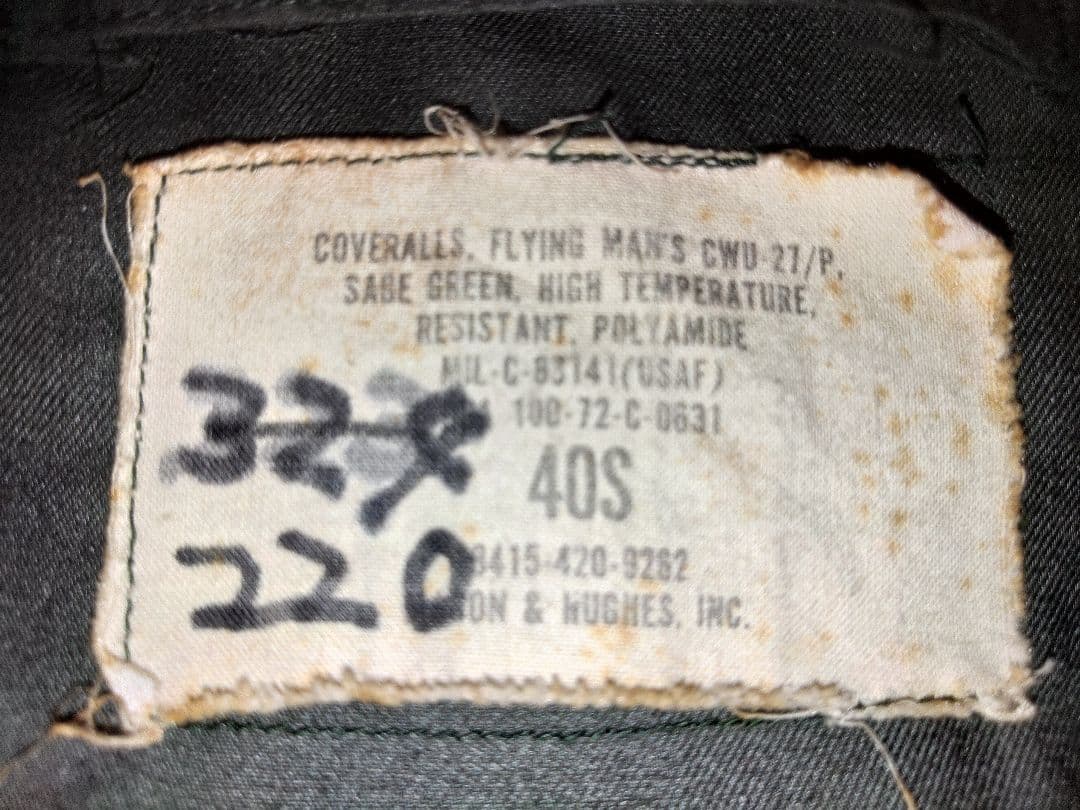 COVERALLS, FLYING MAN'S CWU-27/P,
SAGE GREEN, HIGH TEMPERATURE,
RESISTANT, POLYAMIDE
MIL-C-83141(USAF)
100-72-C-0631
40S
8415-420-9262
ON & HUGHES, INC.
220